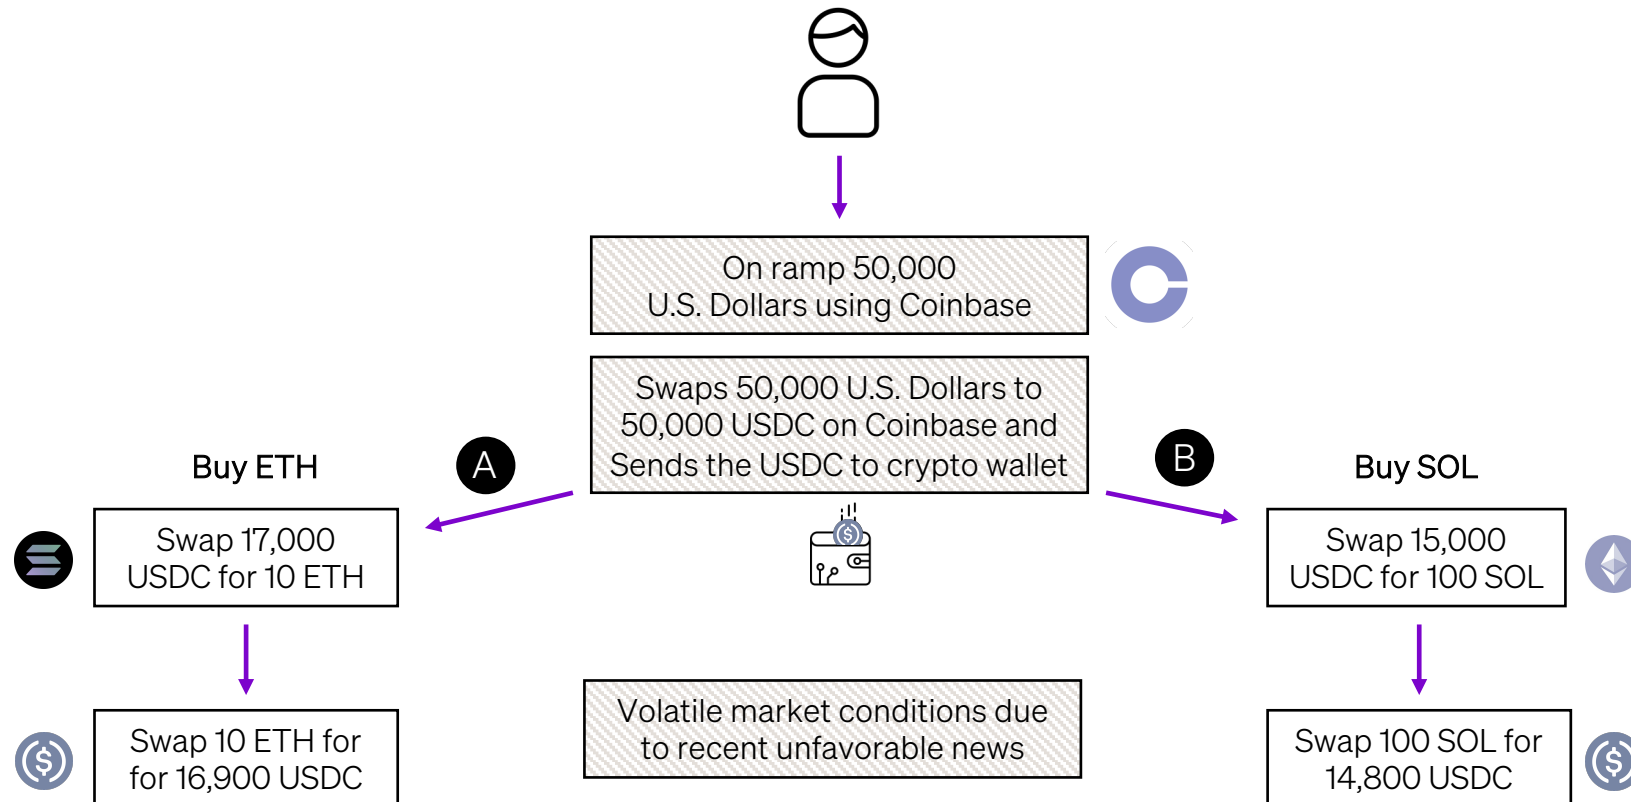 On ramp 50,000
U.S. Dollars using Coinbase
Swaps 50,000 U.S. Dollars to
50,000 USDC on Coinbase and
Sends the USDC to crypto wallet
A
Buy ETH
Swap 17,000
USDC for 10 ETH
Swap 10 ETH for
for 16,900 USDC
B
Buy SOL
Swap 15,000
USDC for 100 SOL
Swap 100 SOL for
14,800 USDC
Volatile market conditions due
to recent unfavorable news